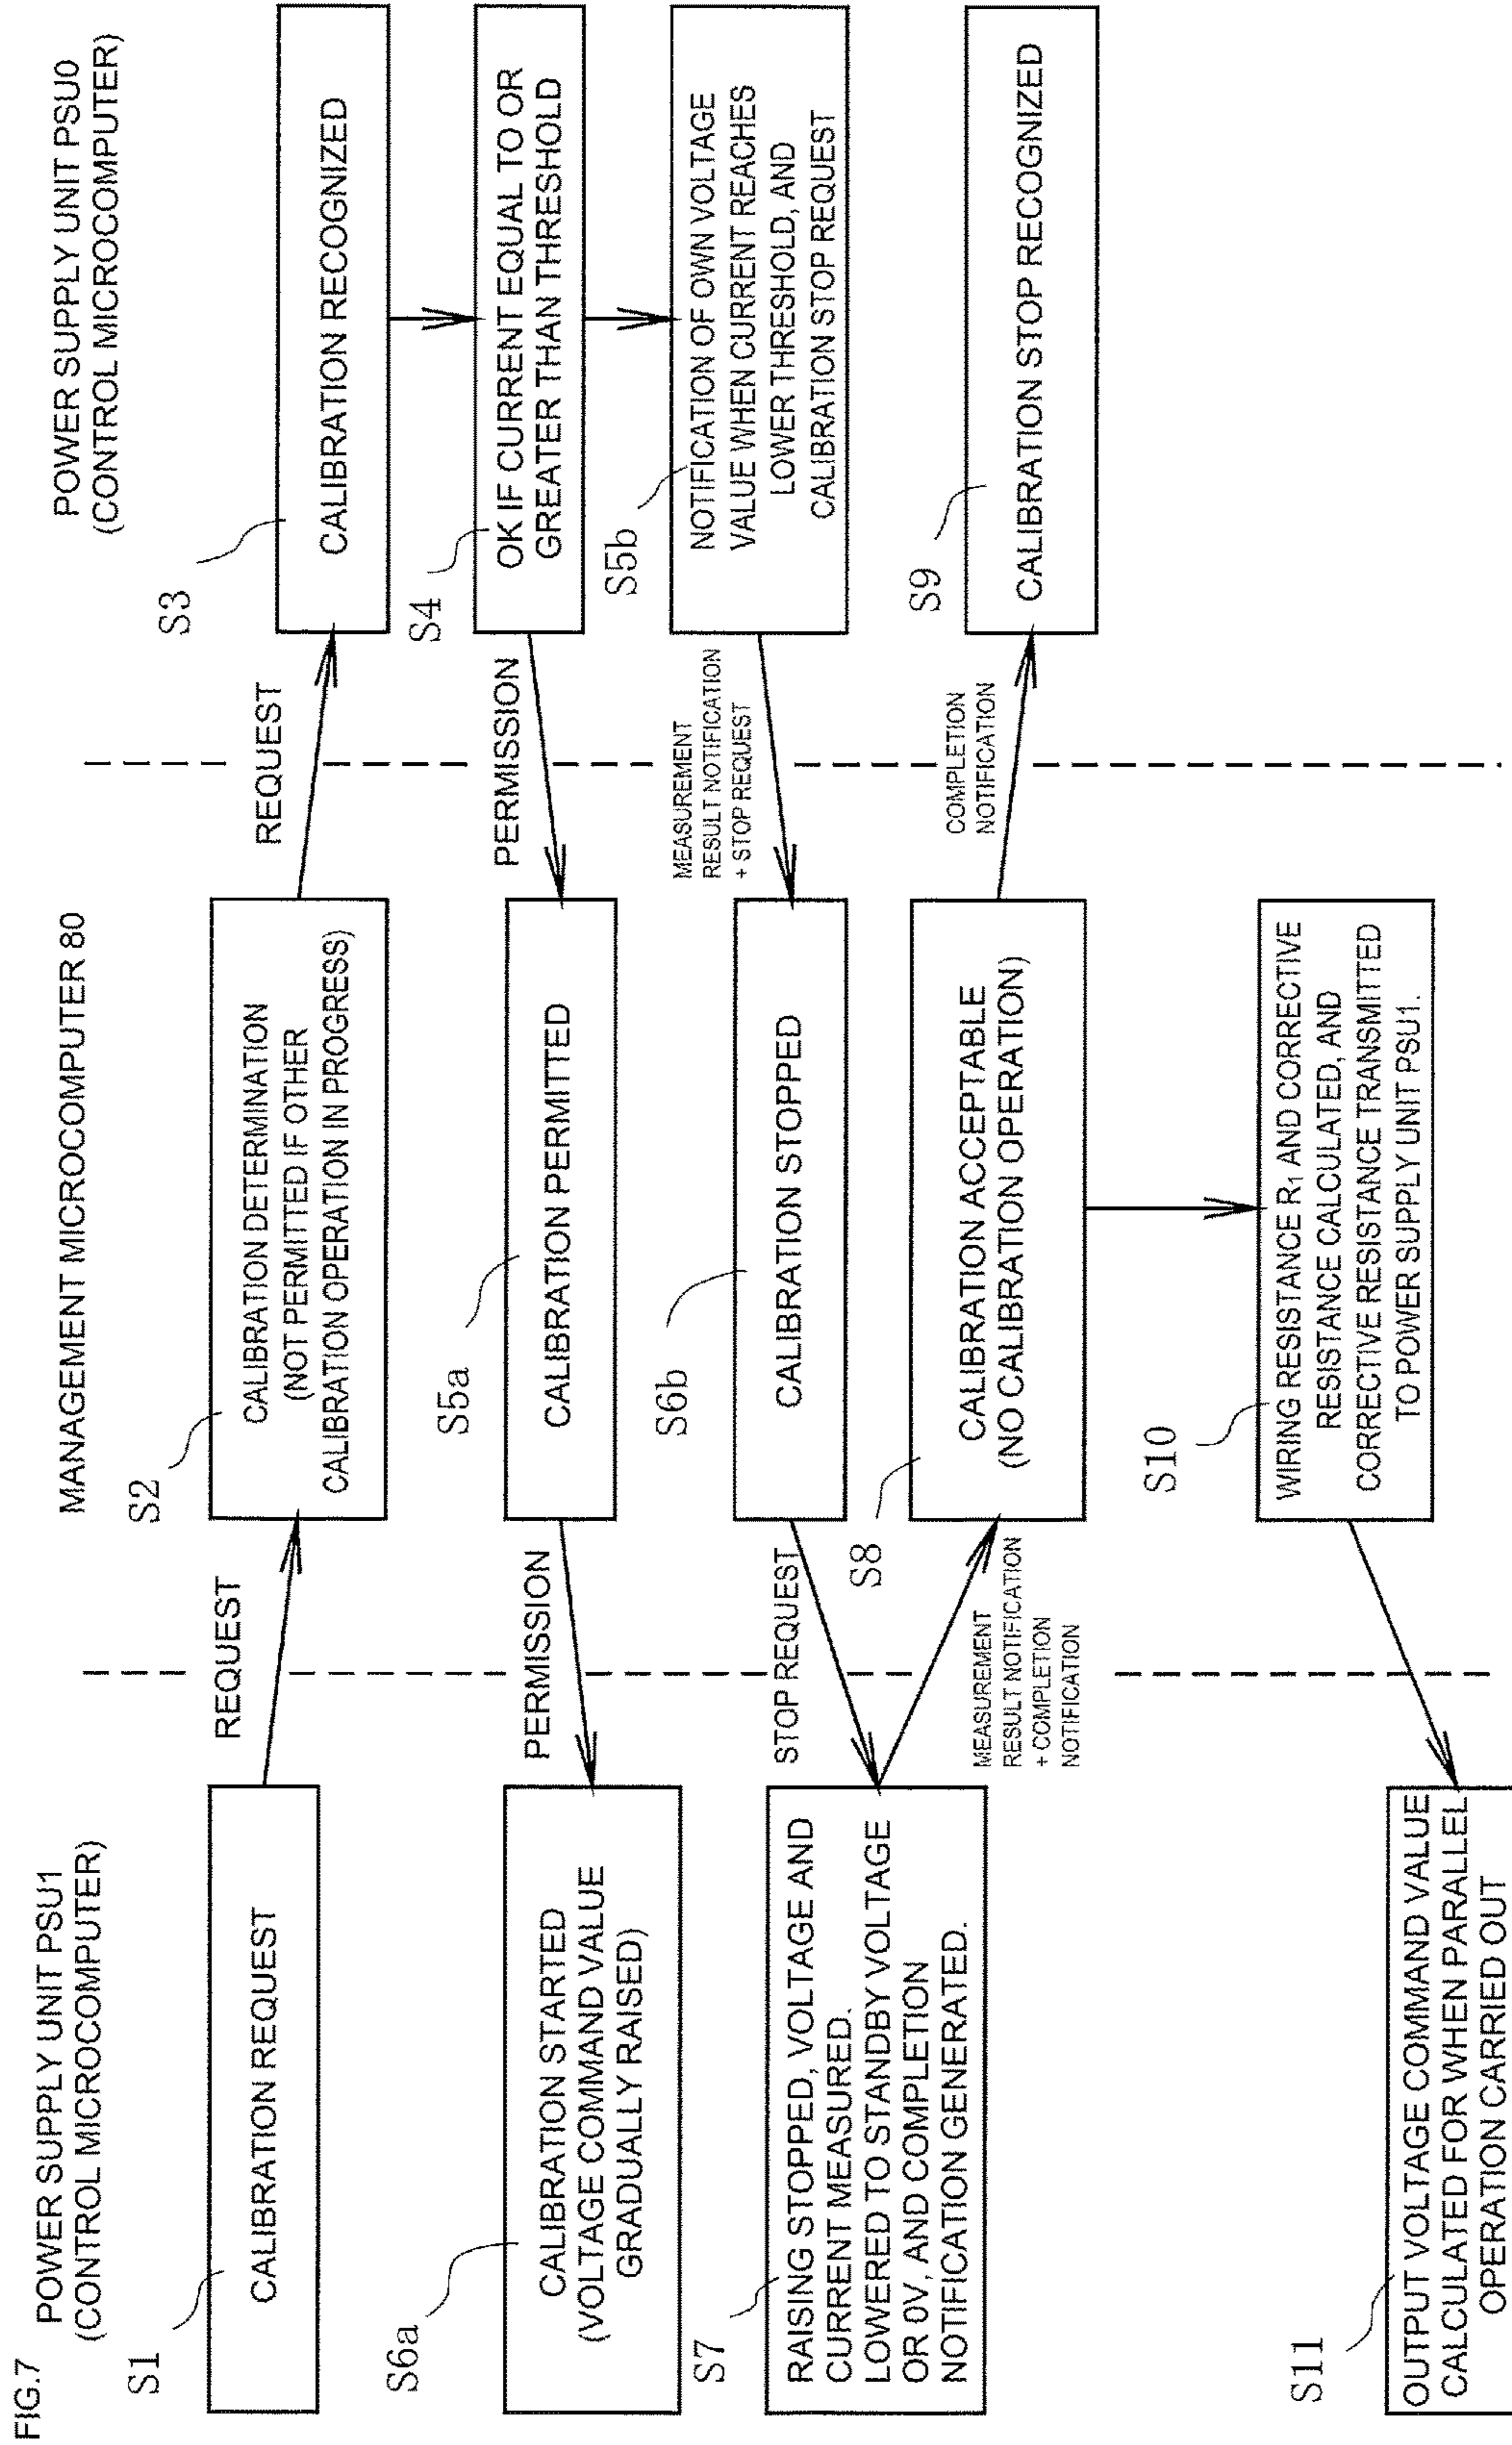 FIG.7
POWER SUPPLY UNIT PSU1
(CONTROL MICROCOMPUTER)
MANAGEMENT MICROCOMPUTER 80
POWER SUPPLY UNIT PSU0
(CONTROL MICROCOMPUTER)
S1
CALIBRATION REQUEST
REQUEST
S2
CALIBRATION DETERMINATION
(NOT PERMITTED IF OTHER
CALIBRATION OPERATION IN PROGRESS)
REQUEST
S3
CALIBRATION RECOGNIZED
S4
OK IF CURRENT EQUAL TO OR
GREATER THAN THRESHOLD
PERMISSION
S5a
CALIBRATION PERMITTED
PERMISSION
S6a
CALIBRATION STARTED
(VOLTAGE COMMAND VALUE
GRADUALLY RAISED)
S5b
NOTIFICATION OF OWN VOLTAGE
VALUE WHEN CURRENT REACHES
LOWER THRESHOLD, AND
CALIBRATION STOP REQUEST
MEASUREMENT
RESULT NOTIFICATION
+ STOP REQUEST
S6b
CALIBRATION STOPPED
STOP REQUEST
S7
RAISING STOPPED, VOLTAGE AND
CURRENT MEASURED.
LOWERED TO STANDBY VOLTAGE
OR 0V, AND COMPLETION
NOTIFICATION GENERATED.
MEASUREMENT
RESULT NOTIFICATION
+ COMPLETION
NOTIFICATION
S8
CALIBRATION ACCEPTABLE
(NO CALIBRATION OPERATION)
COMPLETION
NOTIFICATION
S9
CALIBRATION STOP RECOGNIZED
S10
WIRING RESISTANCE R1 AND CORRECTIVE
RESISTANCE CALCULATED, AND
CORRECTIVE RESISTANCE TRANSMITTED
TO POWER SUPPLY UNIT PSU1.
S11
OUTPUT VOLTAGE COMMAND VALUE
CALCULATED FOR WHEN PARALLEL
OPERATION CARRIED OUT